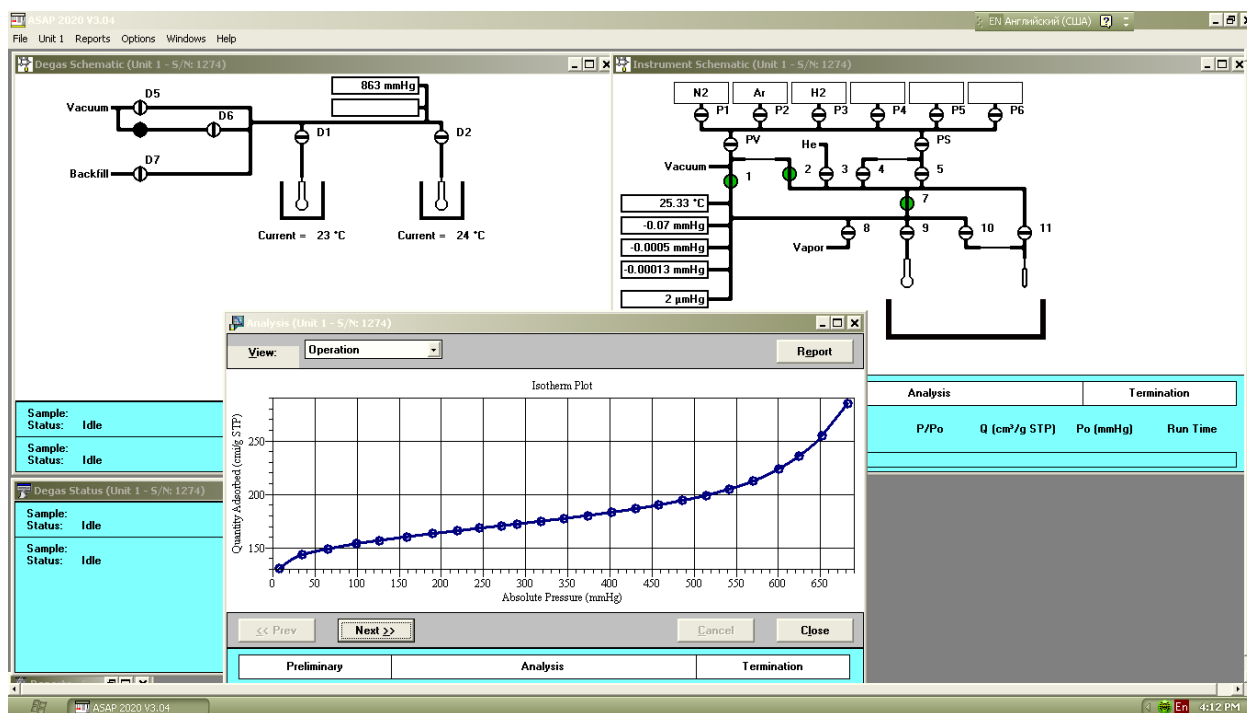 ASAP 2020 V3.04
EN Английский (США)
File Unit 1 Reports Options Windows Help
Degas Schematic (Unit 1 - S/N: 1274)
863 mmHg
D5
Vacuum
D6
D1
D2
D7
Backfill
Current = 23 °C
Current = 24 °C
Sample:
Status: Idle
Sample:
Status: Idle
Degas Status (Unit 1 - S/N: 1274)
Sample:
Status: Idle
Sample:
Status: Idle
Instrument Schematic (Unit 1 - S/N: 1274)
N2 Ar H2
P1 P2 P3 P4 P5 P6
PV He PS
Vacuum
1 2 3 4 5
7
25.33 °C
-0.07 mmHg
8 9 10 11
-0.0005 mmHg
Vapor
-0.00013 mmHg
2 µmHg
Analysis Termination
P/Po Q (cm³/g STP) Po (mmHg) Run Time
Analysis (Unit 1 - S/N: 1274)
View: Operation Report
Isotherm Plot
Quantity Adsorbed (cm³/g STP)
250
200
150
0 50 100 150 200 250 300 350 400 450 500 550 600 650
Absolute Pressure (mmHg)
<< Prev Next >> Cancel Close
Preliminary Analysis Termination
ASAP 2020 V3.04
En 4:12 PM